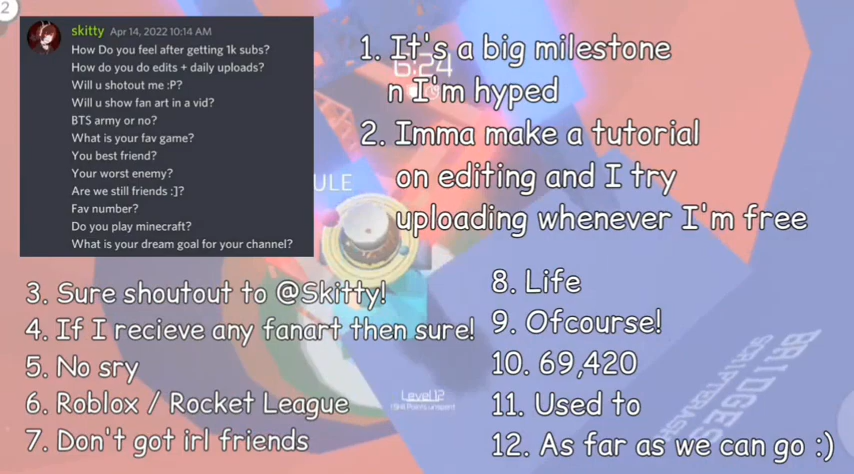 2
skitty Apr 14, 2022 10:14 AM
How Do you feel after getting 1k subs?
How do you do edits + daily uploads?
Will u shotout me :P?
Will u show fan art in a vid?
BTS army or no?
What is your fav game?
You best friend?
Your worst enemy?
Are we still friends :]?
Fav number?
Do you play minecraft?
What is your dream goal for your channel?
1. It's a big milestone
n I'm hyped
6:24
2. Imma make a tutorial
on editing and I try
uploading whenever I'm free
ULE
3. Sure shoutout to @Skitty!
4. If I recieve any fanart then sure!
5. No sry
6. Roblox / Rocket League
7. Don't got irl friends
8. Life
9. Ofcourse!
10. 69,420
11. Used to
12. As far as we can go :)
Level 12
BRIDGES